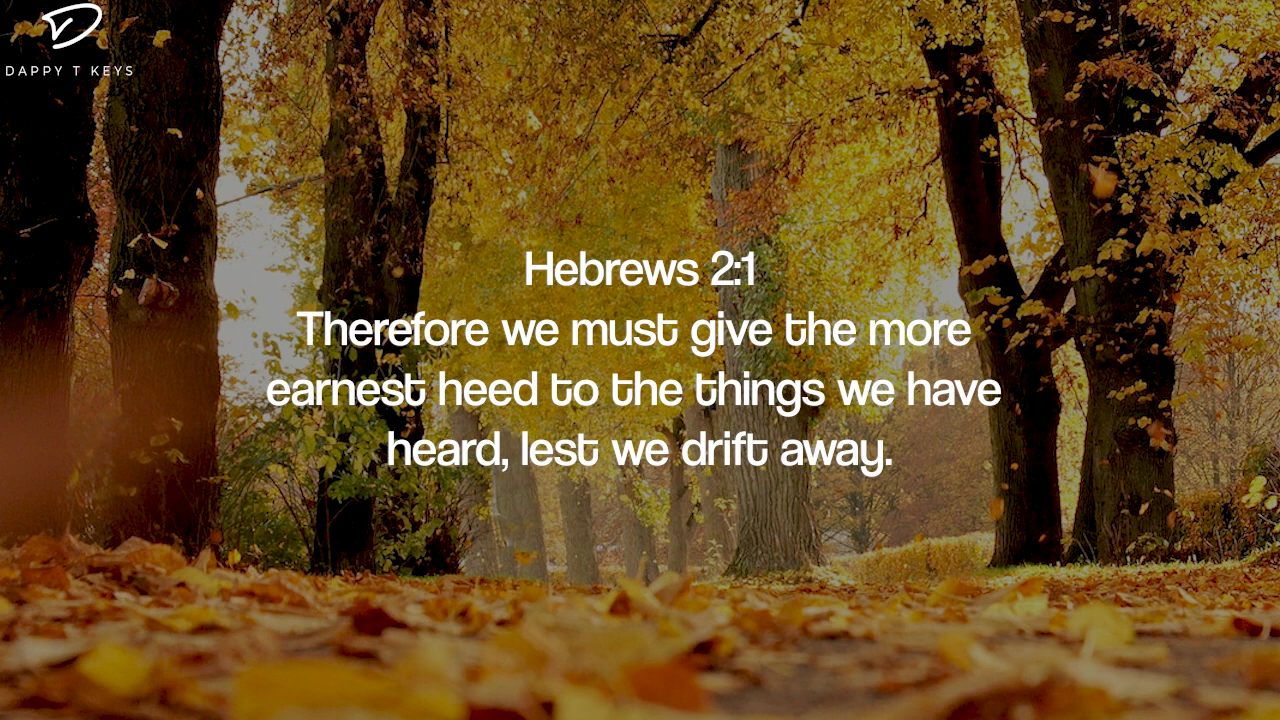 DAPPY T KEYS
Hebrews 2:1
Therefore we must give the more
earnest heed to the things we have
heard, lest we drift away.